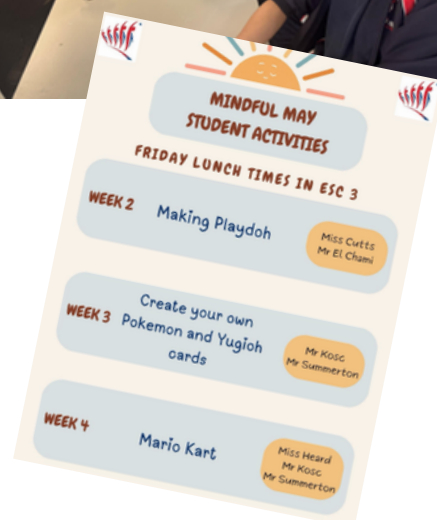 MINDFUL MAY
STUDENT ACTIVITIES
FRIDAY LUNCH TIMES IN ESC 3
WEEK 2
Making Playdoh
Miss Cutts
Mr El Chami
WEEK 3
Create your own
Pokemon and Yugioh
cards
Mr Kosc
Mr Summerton
WEEK 4
Mario Kart
Miss Heard
Mr Kosc
Mr Summerton